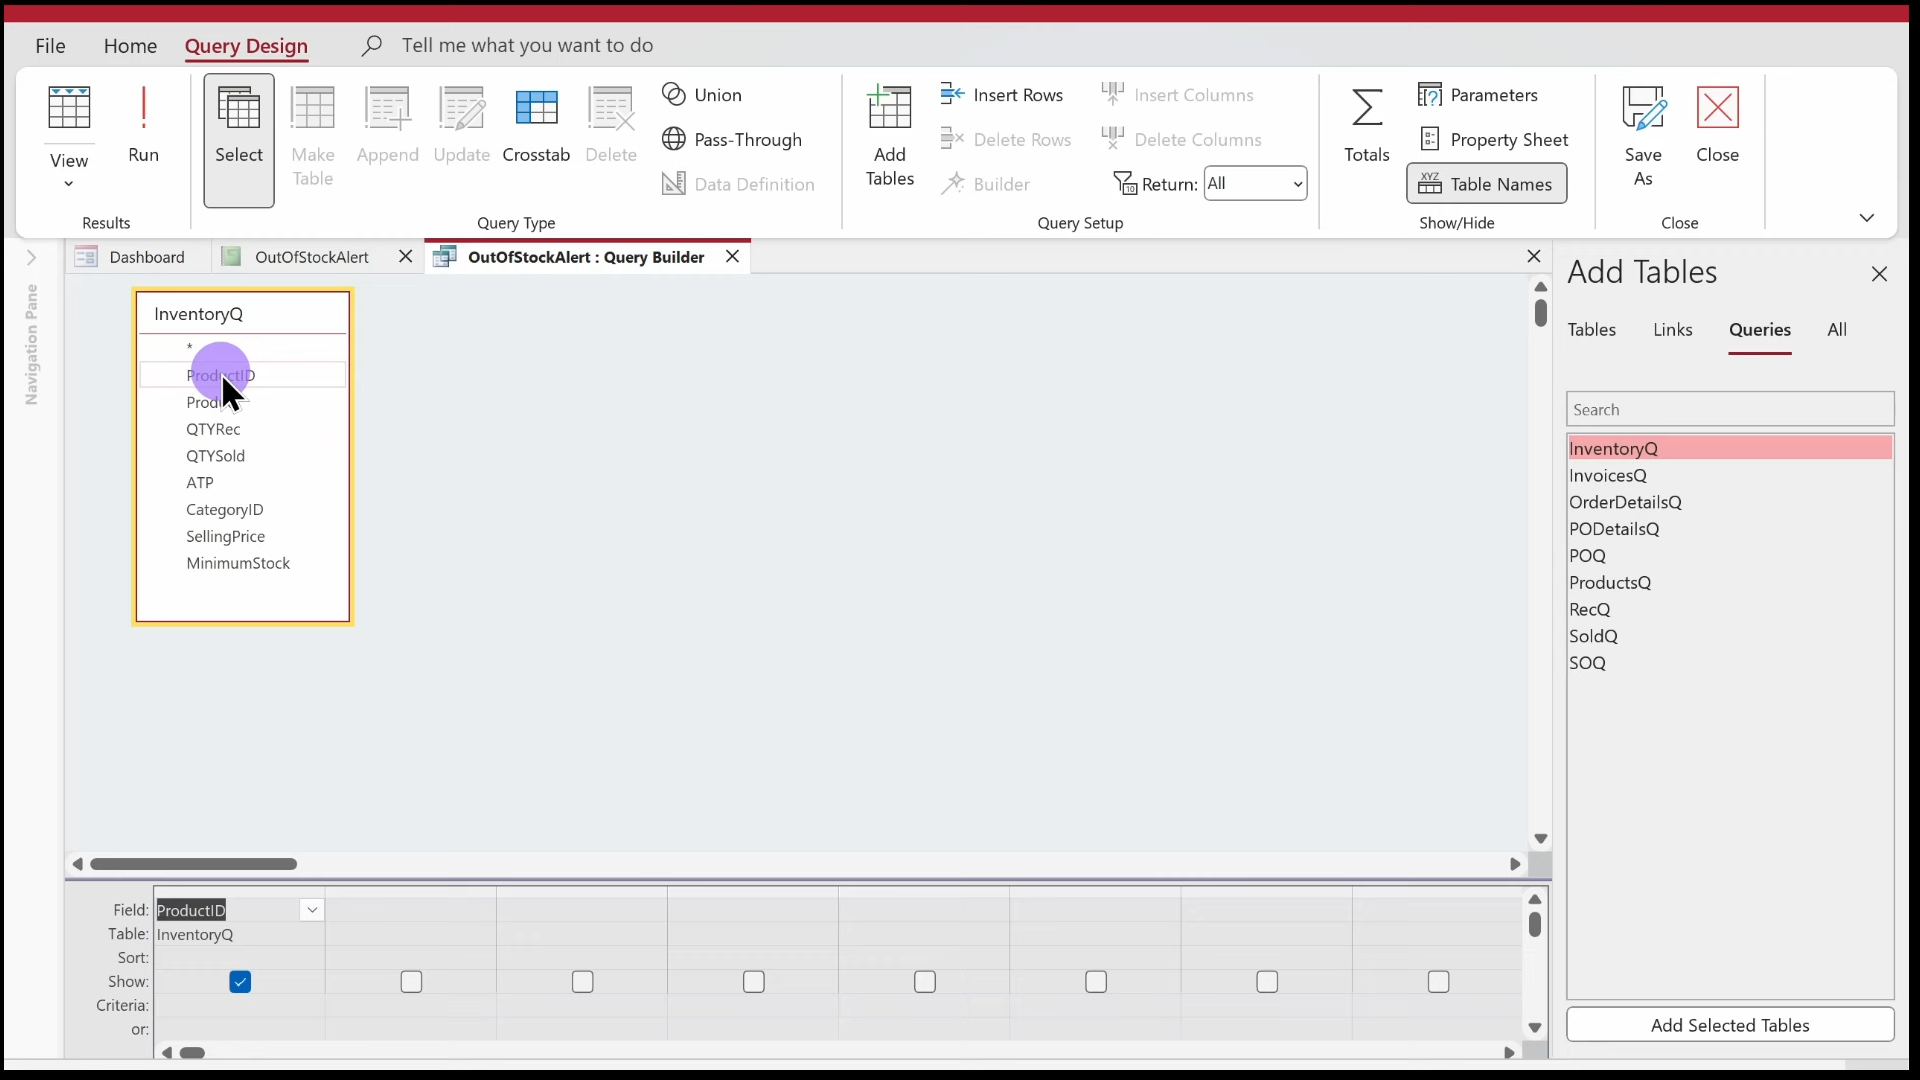 File Home Query Design Tell me what you want to do
View
Run
Select
Make
Table
Append
Update
Crosstab
Delete
Union
Pass-Through
Data Definition
Add
Tables
Insert Rows
Delete Rows
Builder
Insert Columns
Delete Columns
Return: All
Totals
Parameters
Property Sheet
XYZ Table Names
Save
As
Close
Results
Query Type
Query Setup
Show/Hide
Close
Navigation Pane
Dashboard
OutOfStockAlert
OutOfStockAlert : Query Builder
InventoryQ
*
ProductID
QTYRec
QTYSold
ATP
CategoryID
SellingPrice
MinimumStock
Field: ProductID
Table: InventoryQ
Sort:
Show:
Criteria:
or:
Add Tables
Tables Links Queries All
Search
InventoryQ
InvoicesQ
OrderDetailsQ
PODetailsQ
POQ
ProductsQ
RecQ
SoldQ
SOQ
Add Selected Tables